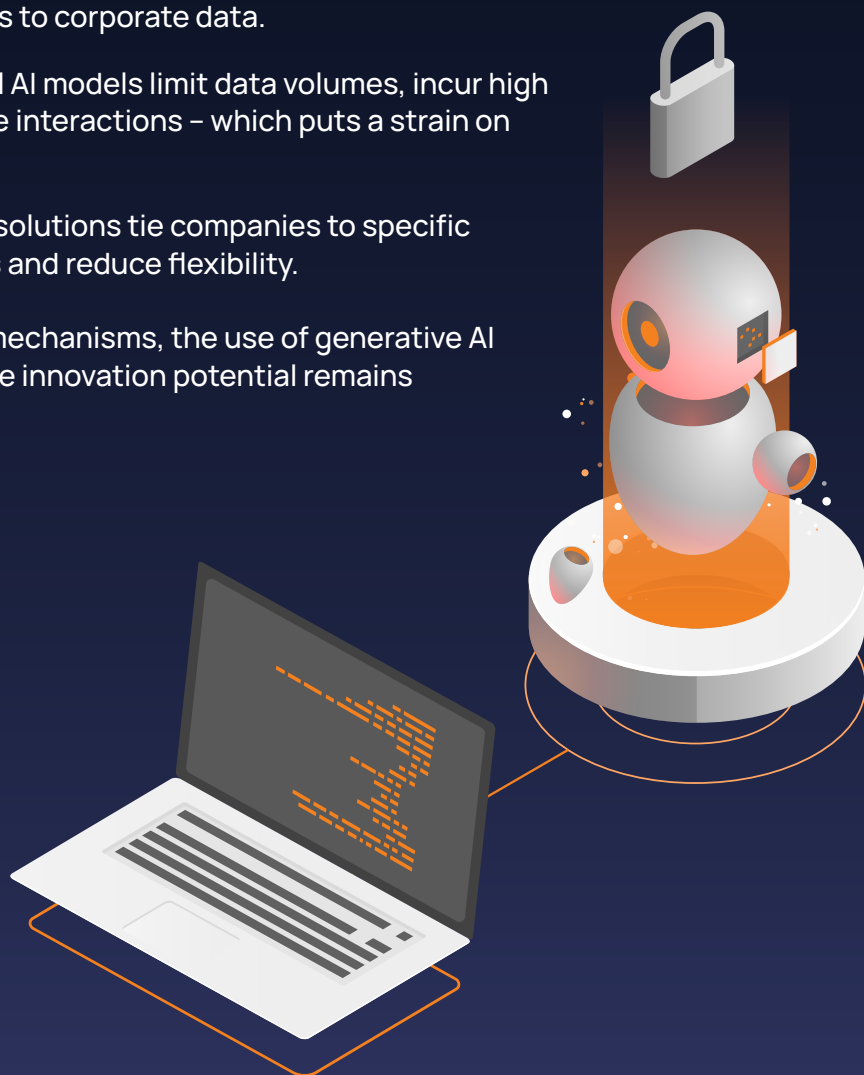 s to corporate data.
AI models limit data volumes, incur high
e interactions – which puts a strain on
solutions tie companies to specific
s and reduce flexibility.
mechanisms, the use of generative AI
e innovation potential remains